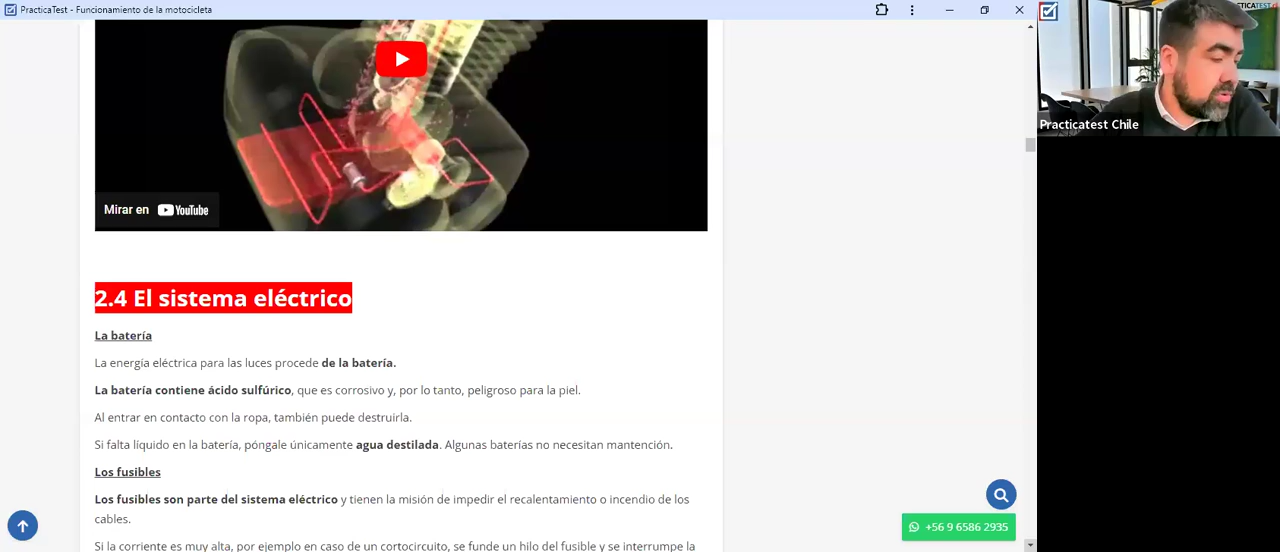 PracticaTest - Funcionamiento de la motocicleta
Mirar en YouTube
2.4 El sistema eléctrico
La batería
La energía eléctrica para las luces procede de la batería.
La batería contiene ácido sulfúrico, que es corrosivo y, por lo tanto, peligroso para la piel.
Al entrar en contacto con la ropa, también puede destruirla.
Si falta líquido en la batería, póngale únicamente agua destilada. Algunas baterías no necesitan mantención.
Los fusibles
Los fusibles son parte del sistema eléctrico y tienen la misión de impedir el recalentamiento o incendio de los
cables.
Si la corriente es muy alta, por ejemplo en caso de un cortocircuito, se funde un hilo del fusible y se interrumpe la
+56 9 6586 2935
Practicatest Chile